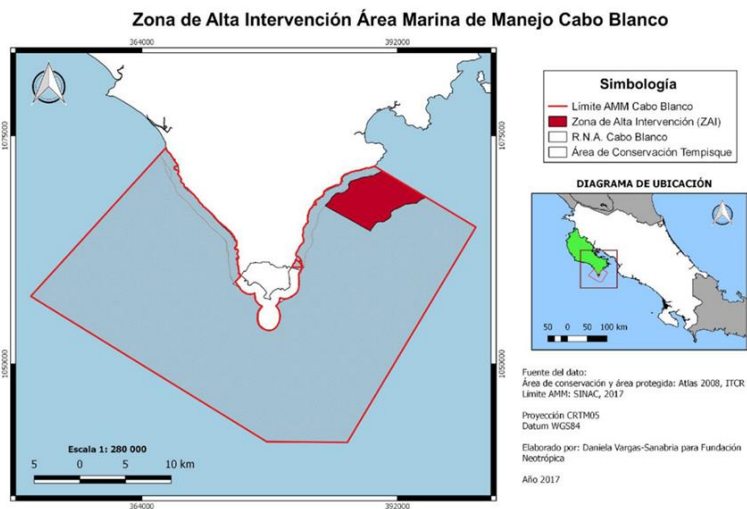 Zona de Alta Intervención Área Marina de Manejo Cabo Blanco
364000 392000
1075000 1075000
1050000 1050000
Escala 1: 280 000
5 0 5 10 km
364000 392000
Simbología
Límite AMM Cabo Blanco
Zona de Alta Intervención (ZAI)
R.N.A. Cabo Blanco
Área de Conservación Tempisque
DIAGRAMA DE UBICACIÓN
50 0 50 100 km
Fuente del dato:
Área de conservación y área protegida: Atlas 2008, ITCR
Límite AMM: SINAC, 2017
Proyección CRTM05
Datum WGS84
Elaborado por: Daniela Vargas-Sanabria para Fundación
Neotrópica
Año 2017